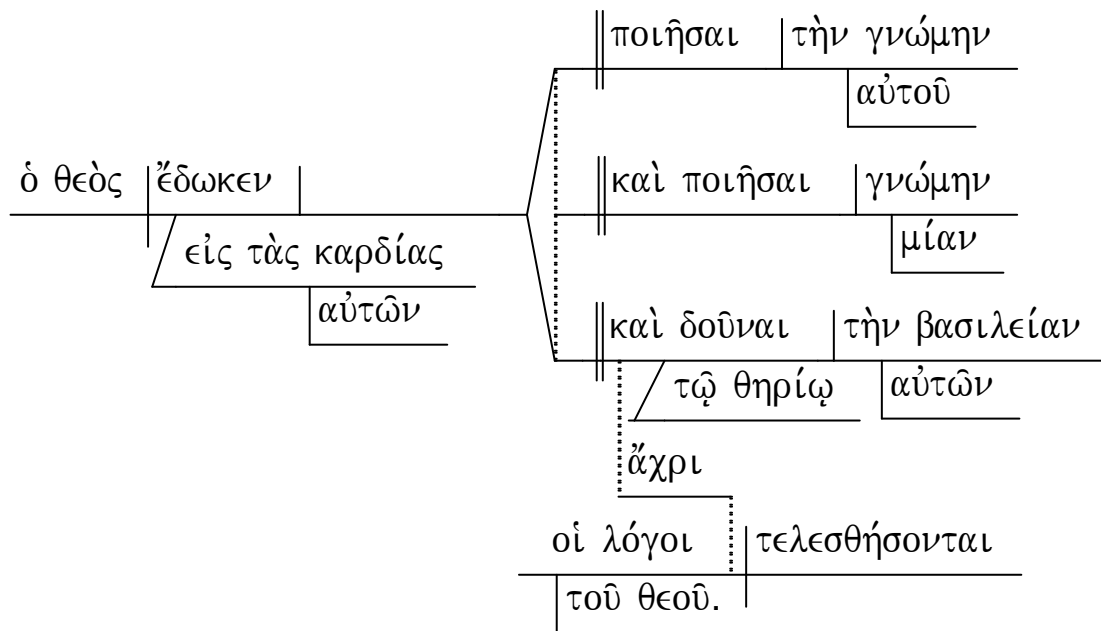 ποιῆσαι τὴν γνώμην
αὐτοῦ
ὁ θεὸς ἔδωκεν καὶ ποιῆσαι γνώμην
εἰς τὰς καρδίας μίαν
αὐτῶν καὶ δοῦναι τὴν βασιλείαν
τῷ θηρίῳ αὐτῶν
ἄχρι
οἱ λόγοι τελεσθήσονται
τοῦ θεοῦ.